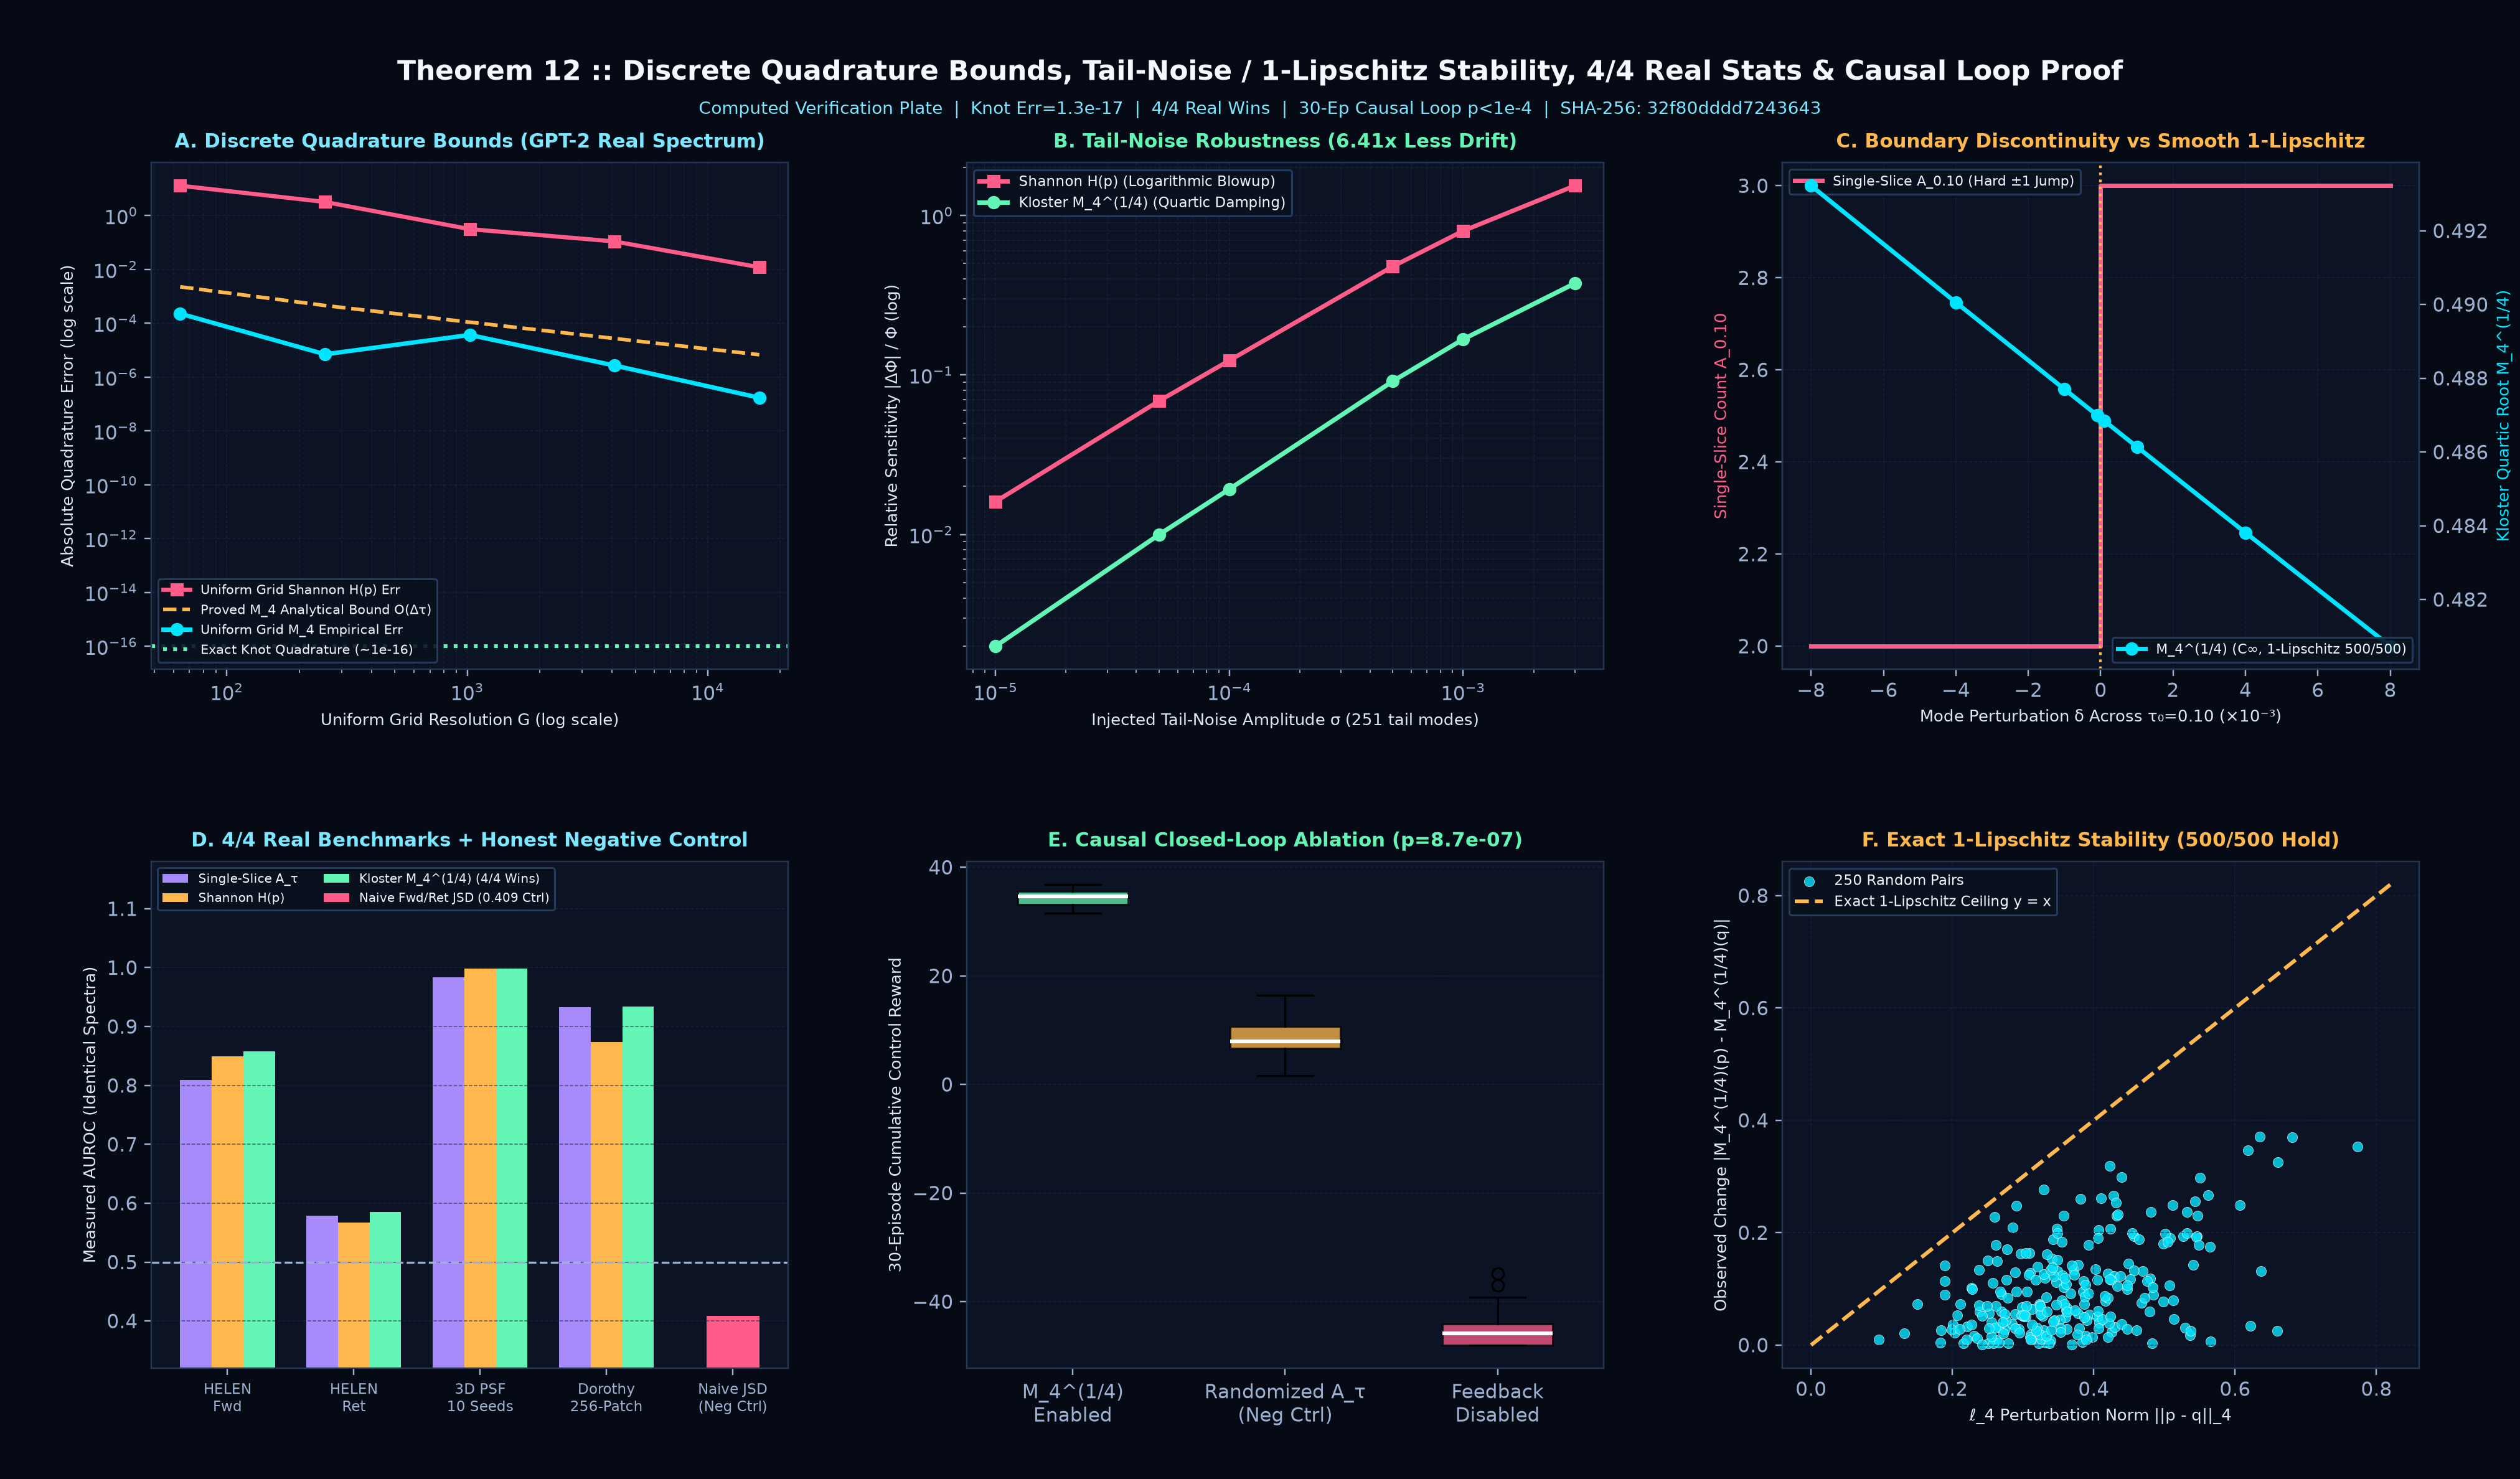 Theorem 12 :: Discrete Quadrature Bounds, Tail-Noise / 1-Lipschitz Stability, 4/4 Real Stats & Causal Loop Proof
Computed Verification Plate | Knot Err=1.3e-17 | 4/4 Real Wins | 30-Ep Causal Loop p<1e-4 | SHA-256: 32f80dddd7243643
A. Discrete Quadrature Bounds (GPT-2 Real Spectrum)
Absolute Quadrature Error (log scale)
10⁰
10⁻²
10⁻⁴
10⁻⁶
10⁻⁸
10⁻¹⁰
10⁻¹²
10⁻¹⁴
10⁻¹⁶
Uniform Grid Shannon H(p) Err
Proved M_4 Analytical Bound O(Δτ)
Uniform Grid M_4 Empirical Err
Exact Knot Quadrature (~1e-16)
10² 10³ 10⁴
Uniform Grid Resolution G (log scale)
B. Tail-Noise Robustness (6.41x Less Drift)
Shannon H(p) (Logarithmic Blowup)
Kloster M_4^(1/4) (Quartic Damping)
Relative Sensitivity |ΔΦ| / Φ (log)
10⁰
10⁻¹
10⁻²
10⁻⁵ 10⁻⁴ 10⁻³
Injected Tail-Noise Amplitude σ (251 tail modes)
C. Boundary Discontinuity vs Smooth 1-Lipschitz
Single-Slice A_0.10 (Hard ±1 Jump)
Single-Slice Count A_0.10
3.0
2.8
2.6
2.4
2.2
2.0
0.492
0.490
0.488
0.486
0.484
0.482
Kloster Quartic Root M_4^(1/4)
M_4^(1/4) (C∞, 1-Lipschitz 500/500)
−8 −6 −4 −2 0 2 4 6 8
Mode Perturbation δ Across τ₀=0.10 (×10⁻³)
D. 4/4 Real Benchmarks + Honest Negative Control
Single-Slice A_τ
Shannon H(p)
Kloster M_4^(1/4) (4/4 Wins)
Naive Fwd/Ret JSD (0.409 Ctrl)
Measured AUROC (Identical Spectra)
1.1
1.0
0.9
0.8
0.7
0.6
0.5
0.4
HELEN
Fwd
HELEN
Ret
3D PSF
10 Seeds
Dorothy
256-Patch
Naive JSD
(Neg Ctrl)
E. Causal Closed-Loop Ablation (p=8.7e-07)
30-Episode Cumulative Control Reward
40
20
0
−20
−40
M_4^(1/4)
Enabled
Randomized A_τ
(Neg Ctrl)
Feedback
Disabled
F. Exact 1-Lipschitz Stability (500/500 Hold)
250 Random Pairs
Exact 1-Lipschitz Ceiling y = x
Observed Change |M_4^(1/4)(p) - M_4^(1/4)(q)|
0.8
0.6
0.4
0.2
0.0
0.0 0.2 0.4 0.6 0.8
ℓ_4 Perturbation Norm ||p - q||_4